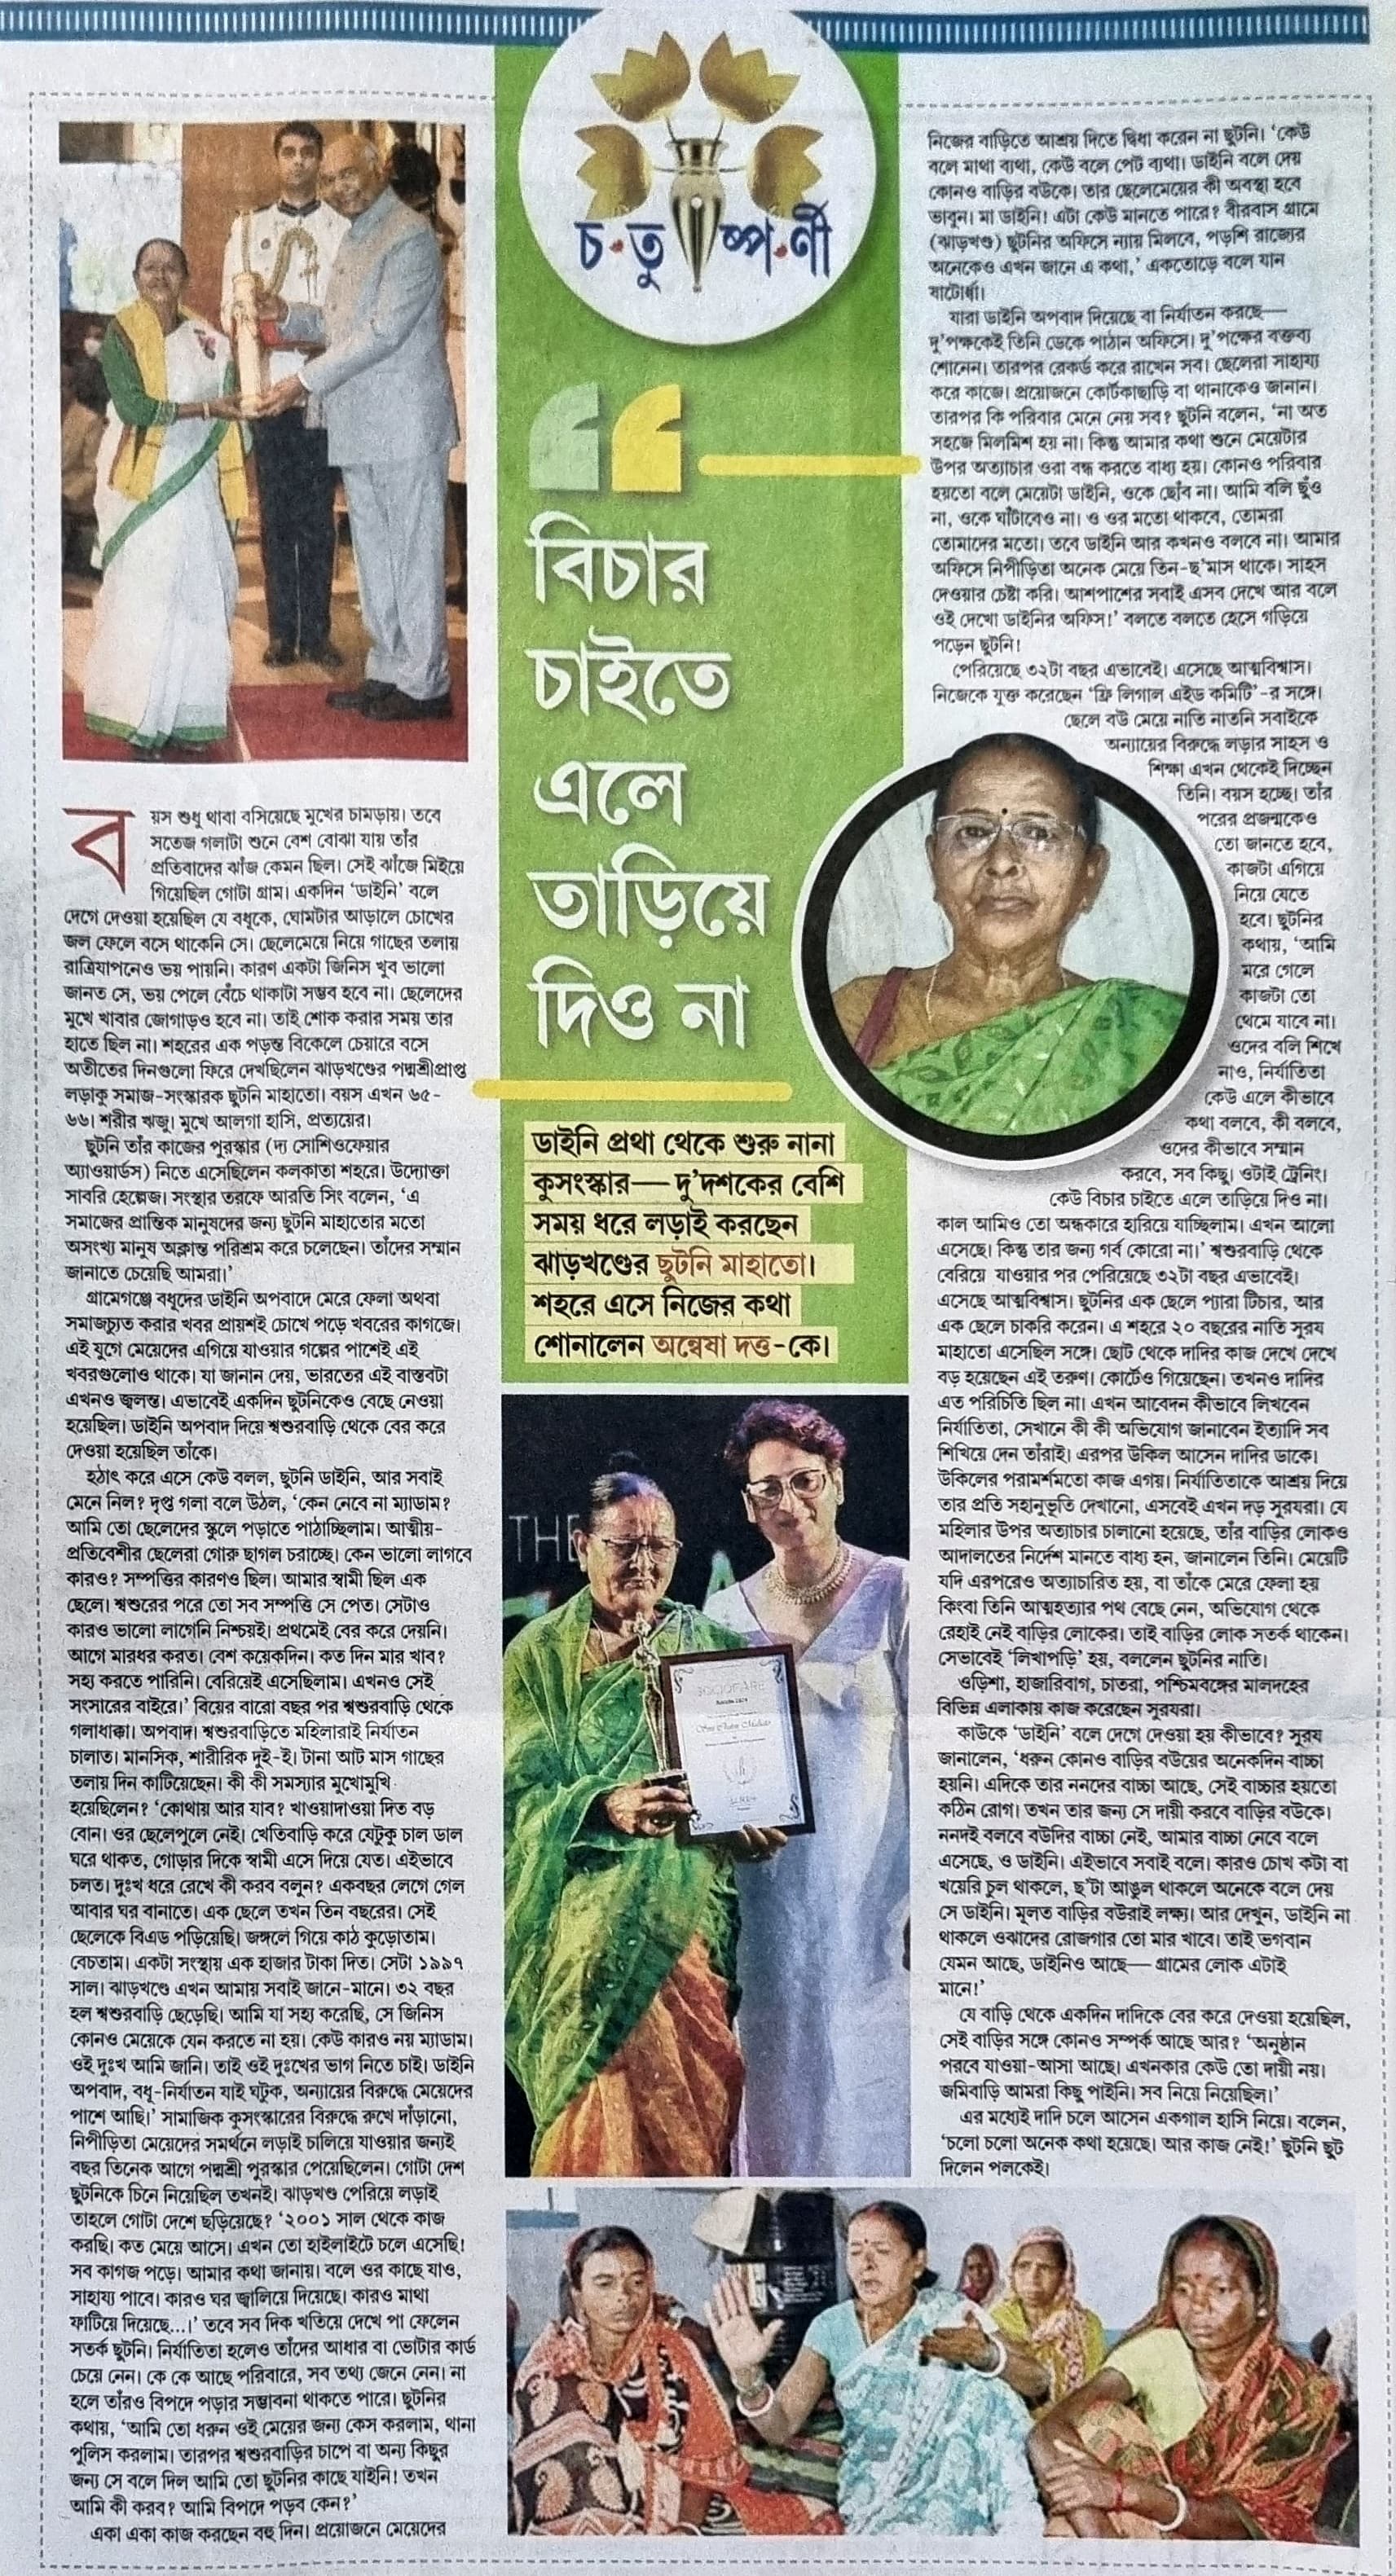 চ·তুষ্প·র্ণী
বিচার
চাইতে
এলে
তাড়িয়ে
দিও না
ডাইনি প্রথা থেকে শুরু নানা
কুসংস্কার— দু'দশকের বেশি
সময় ধরে লড়াই করছেন
ঝাড়খণ্ডের ছুটনি মাহাতো।
শহরে এসে নিজের কথা
শোনালেন অন্বেষা দত্ত-কে।
বয়স শুধু থাবা বসিয়েছে মুখের চামড়ায়। তবে
সতেজ গলাটা শুনে বেশ বোঝা যায় তাঁর
প্রতিবাদের ঝাঁজ কেমন ছিল। সেই ঝাঁজে মিইয়ে
গিয়েছিল গোটা গ্রাম। একদিন 'ডাইনি' বলে
দেগে দেওয়া হয়েছিল যে বধূকে, ঘোমটার আড়ালে চোখের
জল ফেলে বসে থাকেনি সে। ছেলেমেয়ে নিয়ে গাছের তলায়
রাত্রিযাপনেও ভয় পায়নি। কারণ একটা জিনিস খুব ভালো
জানত সে, ভয় পেলে বেঁচে থাকাটা সম্ভব হবে না। ছেলেদের
মুখে খাবার জোগাড়ও হবে না। তাই শোক করার সময় তার
হাতে ছিল না। শহরের এক পড়ন্ত বিকেলে চেয়ারে বসে
অতীতের দিনগুলো ফিরে দেখছিলেন ঝাড়খণ্ডের পদ্মশ্রীপ্রাপ্ত
লড়াকু সমাজ-সংস্কারক ছুটনি মাহাতো। বয়স এখন ৬৫-
৬৬। শরীর ঋজু। মুখে আলগা হাসি, প্রত্যয়ের।
ছুটনি তাঁর কাজের পুরস্কার (দ্য সোশিওফেয়ার
অ্যাওয়ার্ডস) নিতে এসেছিলেন কলকাতা শহরে। উদ্যোক্তা
সাবরি হেল্পেজ। সংস্থার তরফে আরতি সিং বলেন, 'এ
সমাজের প্রান্তিক মানুষদের জন্য ছুটনি মাহাতোর মতো
অসংখ্য মানুষ অক্লান্ত পরিশ্রম করে চলেছেন। তাঁদের সম্মান
জানাতে চেয়েছি আমরা।'
গ্রামেগঞ্জে বধূদের ডাইনি অপবাদে মেরে ফেলা অথবা
সমাজচ্যুত করার খবর প্রায়শই চোখে পড়ে খবরের কাগজে।
এই যুগে মেয়েদের এগিয়ে যাওয়ার গল্পের পাশেই এই
খবরগুলোও থাকে। যা জানান দেয়, ভারতের এই বাস্তবটা
এখনও জ্বলন্ত। এভাবেই একদিন ছুটনিকেও বেছে নেওয়া
হয়েছিল। ডাইনি অপবাদ দিয়ে শ্বশুরবাড়ি থেকে বের করে
দেওয়া হয়েছিল তাঁকে।
হঠাৎ করে এসে কেউ বলল, ছুটনি ডাইনি, আর সবাই
মেনে নিল? দৃপ্ত গলা বলে উঠল, 'কেন নেবে না ম্যাডাম?
আমি তো ছেলেদের স্কুলে পড়াতে পাঠাচ্ছিলাম। আত্মীয়-
প্রতিবেশীর ছেলেরা গোরু ছাগল চরাচ্ছে। কেন ভালো লাগবে
কারও? সম্পত্তির কারণও ছিল। আমার স্বামী ছিল এক
ছেলে। শ্বশুরের পরে তো সব সম্পত্তি সে পেত। সেটাও
কারও ভালো লাগেনি নিশ্চয়ই। প্রথমেই বের করে দেয়নি।
আগে মারধর করত। বেশ কয়েকদিন। কত দিন মার খাব?
সহ্য করতে পারিনি। বেরিয়েই এসেছিলাম। এখনও সেই
সংসারের বাইরে।' বিয়ের বারো বছর পর শ্বশুরবাড়ি থেকে
গলাধাক্কা। অপবাদ। শ্বশুরবাড়িতে মহিলারাই নির্যাতন
চালাত। মানসিক, শারীরিক দুই-ই। টানা আট মাস গাছের
তলায় দিন কাটিয়েছেন। কী কী সমস্যার মুখোমুখি
হয়েছিলেন? 'কোথায় আর যাব? খাওয়াদাওয়া দিত বড়
বোন। ওর ছেলেপুলে নেই। খেতিবাড়ি করে যেটুকু চাল ডাল
ঘরে থাকত, গোড়ার দিকে স্বামী এসে দিয়ে যেত। এইভাবে
চলত। দুঃখ ধরে রেখে কী করব বলুন? একবছর লেগে গেল
আবার ঘর বানাতে। এক ছেলে তখন তিন বছরের। সেই
ছেলেকে বিএড পড়িয়েছি। জঙ্গলে গিয়ে কাঠ কুড়োতাম।
বেচতাম। একটা সংস্থায় এক হাজার টাকা দিত। সেটা ১৯৯৭
সাল। ঝাড়খণ্ডে এখন আমায় সবাই জানে-মানে। ৩২ বছর
হল শ্বশুরবাড়ি ছেড়েছি। আমি যা সহ্য করেছি, সে জিনিস
কোনও মেয়েকে যেন করতে না হয়। কেউ কারও নয় ম্যাডাম।
ওই দুঃখ আমি জানি। তাই ওই দুঃখের ভাগ নিতে চাই। ডাইনি
অপবাদ, বধূ-নির্যাতন যাই ঘটুক, অন্যায়ের বিরুদ্ধে মেয়েদের
পাশে আছি।' সামাজিক কুসংস্কারের বিরুদ্ধে রুখে দাঁড়ানো,
নিপীড়িতা মেয়েদের সমর্থনে লড়াই চালিয়ে যাওয়ার জন্যই
বছর তিনেক আগে পদ্মশ্রী পুরস্কার পেয়েছিলেন। গোটা দেশ
ছুটনিকে চিনে নিয়েছিল তখনই। ঝাড়খণ্ড পেরিয়ে লড়াই
তাহলে গোটা দেশে ছড়িয়েছে? '২০০১ সাল থেকে কাজ
করছি। কত মেয়ে আসে। এখন তো হাইলাইটে চলে এসেছি!
সব কাগজ পড়ে। আমার কথা জানায়। বলে ওর কাছে যাও,
সাহায্য পাবে। কারও ঘর জ্বালিয়ে দিয়েছে। কারও মাথা
ফাটিয়ে দিয়েছে...।' তবে সব দিক খতিয়ে দেখে পা ফেলেন
সতর্ক ছুটনি। নির্যাতিতা হলেও তাঁদের আধার বা ভোটার কার্ড
চেয়ে নেন। কে কে আছে পরিবারে, সব তথ্য জেনে নেন। না
হলে তাঁরও বিপদে পড়ার সম্ভাবনা থাকতে পারে। ছুটনির
কথায়, 'আমি তো ধরুন ওই মেয়ের জন্য কেস করলাম, থানা
পুলিস করলাম। তারপর শ্বশুরবাড়ির চাপে বা অন্য কিছুর
জন্য সে বলে দিল আমি তো ছুটনির কাছে যাইনি! তখন
আমি কী করব? আমি বিপদে পড়ব কেন?'
একা একা কাজ করছেন বহু দিন। প্রয়োজনে মেয়েদের
নিজের বাড়িতে আশ্রয় দিতে দ্বিধা করেন না ছুটনি। 'কেউ
বলে মাথা ব্যথা, কেউ বলে পেট ব্যথা। ডাইনি বলে দেয়
কোনও বাড়ির বউকে। তার ছেলেমেয়ের কী অবস্থা হবে
ভাবুন। মা ডাইনি! এটা কেউ মানতে পারে? বীরবাস গ্রামে
(ঝাড়খণ্ড) ছুটনির অফিসে ন্যায় মিলবে, পড়শি রাজ্যের
অনেকেও এখন জানে এ কথা,' একতোড়ে বলে যান
ষাটোর্ধ্বা।
যারা ডাইনি অপবাদ দিয়েছে বা নির্যাতন করছে—
দু'পক্ষকেই তিনি ডেকে পাঠান অফিসে। দু'পক্ষের বক্তব্য
শোনেন। তারপর রেকর্ড করে রাখেন সব। ছেলেরা সাহায্য
করে কাজে। প্রয়োজনে কোর্টকাছাড়ি বা থানাকেও জানান।
তারপর কি পরিবার মেনে নেয় সব? ছুটনি বলেন, 'না অত
সহজে মিলমিশ হয় না। কিন্তু আমার কথা শুনে মেয়েটার
উপর অত্যাচার ওরা বন্ধ করতে বাধ্য হয়। কোনও পরিবার
হয়তো বলে মেয়েটা ডাইনি, ওকে ছোঁব না। আমি বলি ছুঁও
না, ওকে ঘাঁটাবেও না। ও ওর মতো থাকবে, তোমরা
তোমাদের মতো। তবে ডাইনি আর কখনও বলবে না। আমার
অফিসে নিপীড়িতা অনেক মেয়ে তিন-ছ'মাস থাকে। সাহস
দেওয়ার চেষ্টা করি। আশপাশের সবাই এসব দেখে আর বলে
ওই দেখো ডাইনির অফিস!' বলতে বলতে হেসে গড়িয়ে
পড়েন ছুটনি!
পেরিয়েছে ৩২টা বছর এভাবেই। এসেছে আত্মবিশ্বাস।
নিজেকে যুক্ত করেছেন 'ফ্রি লিগাল এইড কমিটি'-র সঙ্গে।
ছেলে বউ মেয়ে নাতি নাতনি সবাইকে
অন্যায়ের বিরুদ্ধে লড়ার সাহস ও
শিক্ষা এখন থেকেই দিচ্ছেন
তিনি। বয়স হচ্ছে। তাঁর
পরের প্রজন্মকেও
তো জানতে হবে,
কাজটা এগিয়ে
নিয়ে যেতে
হবে। ছুটনির
কথায়, 'আমি
মরে গেলে
কাজটা তো
থেমে যাবে না।
ওদের বলি শিখে
নাও, নির্যাতিতা
কেউ এলে কীভাবে
কথা বলবে, কী বলবে,
ওদের কীভাবে সম্মান
করবে, সব কিছু। ওটাই ট্রেনিং।
কেউ বিচার চাইতে এলে তাড়িয়ে দিও না।
কাল আমিও তো অন্ধকারে হারিয়ে যাচ্ছিলাম। এখন আলো
এসেছে। কিন্তু তার জন্য গর্ব কোরো না।' শ্বশুরবাড়ি থেকে
বেরিয়ে যাওয়ার পর পেরিয়েছে ৩২টা বছর এভাবেই।
এসেছে আত্মবিশ্বাস। ছুটনির এক ছেলে প্যারা টিচার, আর
এক ছেলে চাকরি করেন। এ শহরে ২০ বছরের নাতি সুরয
মাহাতো এসেছিল সঙ্গে। ছোট থেকে দাদির কাজ দেখে দেখে
বড় হয়েছেন এই তরুণ। কোর্টেও গিয়েছেন। তখনও দাদির
এত পরিচিতি ছিল না। এখন আবেদন কীভাবে লিখবেন
নির্যাতিতা, সেখানে কী কী অভিযোগ জানাবেন ইত্যাদি সব
শিখিয়ে দেন তাঁরাই। এরপর উকিল আসেন দাদির ডাকে।
উকিলের পরামর্শমতো কাজ এগয়। নির্যাতিতাকে আশ্রয় দিয়ে
তার প্রতি সহানুভূতি দেখানো, এসবেই এখন দড় সুরযরা। যে
মহিলার উপর অত্যাচার চালানো হয়েছে, তাঁর বাড়ির লোকও
আদালতের নির্দেশ মানতে বাধ্য হন, জানালেন তিনি। মেয়েটি
যদি এরপরেও অত্যাচারিত হয়, বা তাঁকে মেরে ফেলা হয়
কিংবা তিনি আত্মহত্যার পথ বেছে নেন, অভিযোগ থেকে
রেহাই নেই বাড়ির লোকের। তাই বাড়ির লোক সতর্ক থাকেন।
সেভাবেই 'লিখাপড়ি' হয়, বললেন ছুটনির নাতি।
ওড়িশা, হাজারিবাগ, চাতরা, পশ্চিমবঙ্গের মালদহের
বিভিন্ন এলাকায় কাজ করেছেন সুরযরা।
কাউকে 'ডাইনি' বলে দেগে দেওয়া হয় কীভাবে? সুরয
জানালেন, 'ধরুন কোনও বাড়ির বউয়ের অনেকদিন বাচ্চা
হয়নি। এদিকে তার ননদের বাচ্চা আছে, সেই বাচ্চার হয়তো
কঠিন রোগ। তখন তার জন্য সে দায়ী করবে বাড়ির বউকে।
ননদই বলবে বউদির বাচ্চা নেই, আমার বাচ্চা নেবে বলে
এসেছে, ও ডাইনি। এইভাবে সবাই বলে। কারও চোখ কটা বা
খয়েরি চুল থাকলে, ছ'টা আঙুল থাকলে অনেকে বলে দেয়
সে ডাইনি। মূলত বাড়ির বউরাই লক্ষ্য। আর দেখুন, ডাইনি না
থাকলে ওঝাদের রোজগার তো মার খাবে। তাই ভগবান
যেমন আছে, ডাইনিও আছে— গ্রামের লোক এটাই
মানে!'
যে বাড়ি থেকে একদিন দাদিকে বের করে দেওয়া হয়েছিল,
সেই বাড়ির সঙ্গে কোনও সম্পর্ক আছে আর? 'অনুষ্ঠান
পরবে যাওয়া-আসা আছে। এখনকার কেউ তো দায়ী নয়।
জমিবাড়ি আমরা কিছু পাইনি। সব নিয়ে নিয়েছিল।'
এর মধ্যেই দাদি চলে আসেন একগাল হাসি নিয়ে। বলেন,
'চলো চলো অনেক কথা হয়েছে। আর কাজ নেই!' ছুটনি ছুট
দিলেন পলকেই।
THE
SOCIOFARE